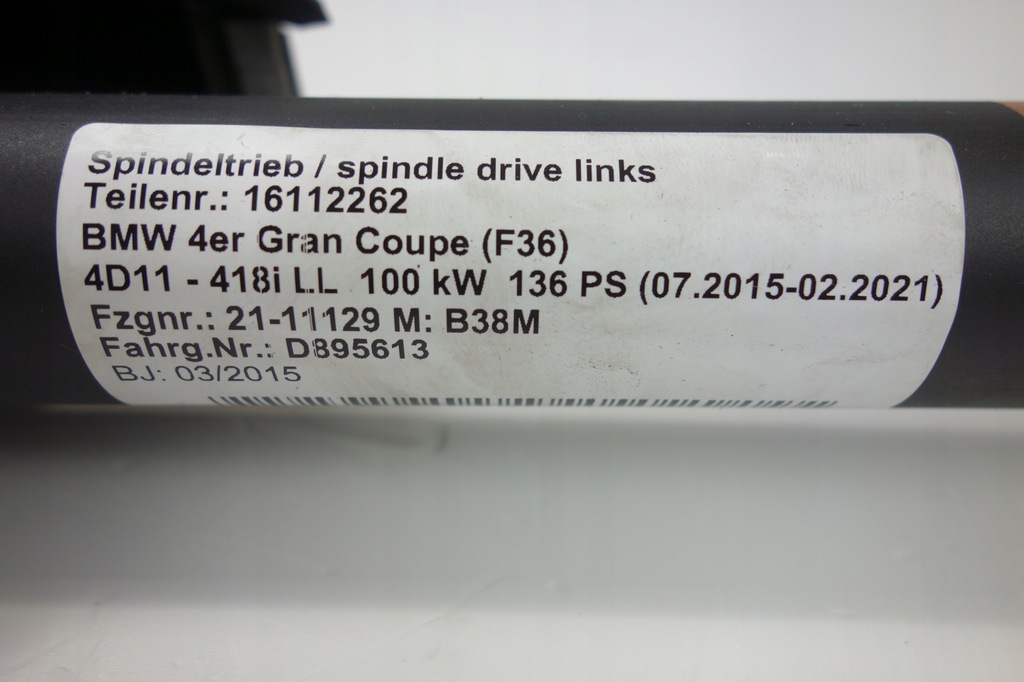 Spindeltrieb / spindle drive links
Teilenr.: 16112262
BMW 4er Gran Coupe (F36)
4D11 - 418i LL 100 kW 136 PS (07.2015-02.2021)
Fzgnr.: 21-11129 M: B38M
Fahrg.Nr.: D895613
BJ: 03/2015